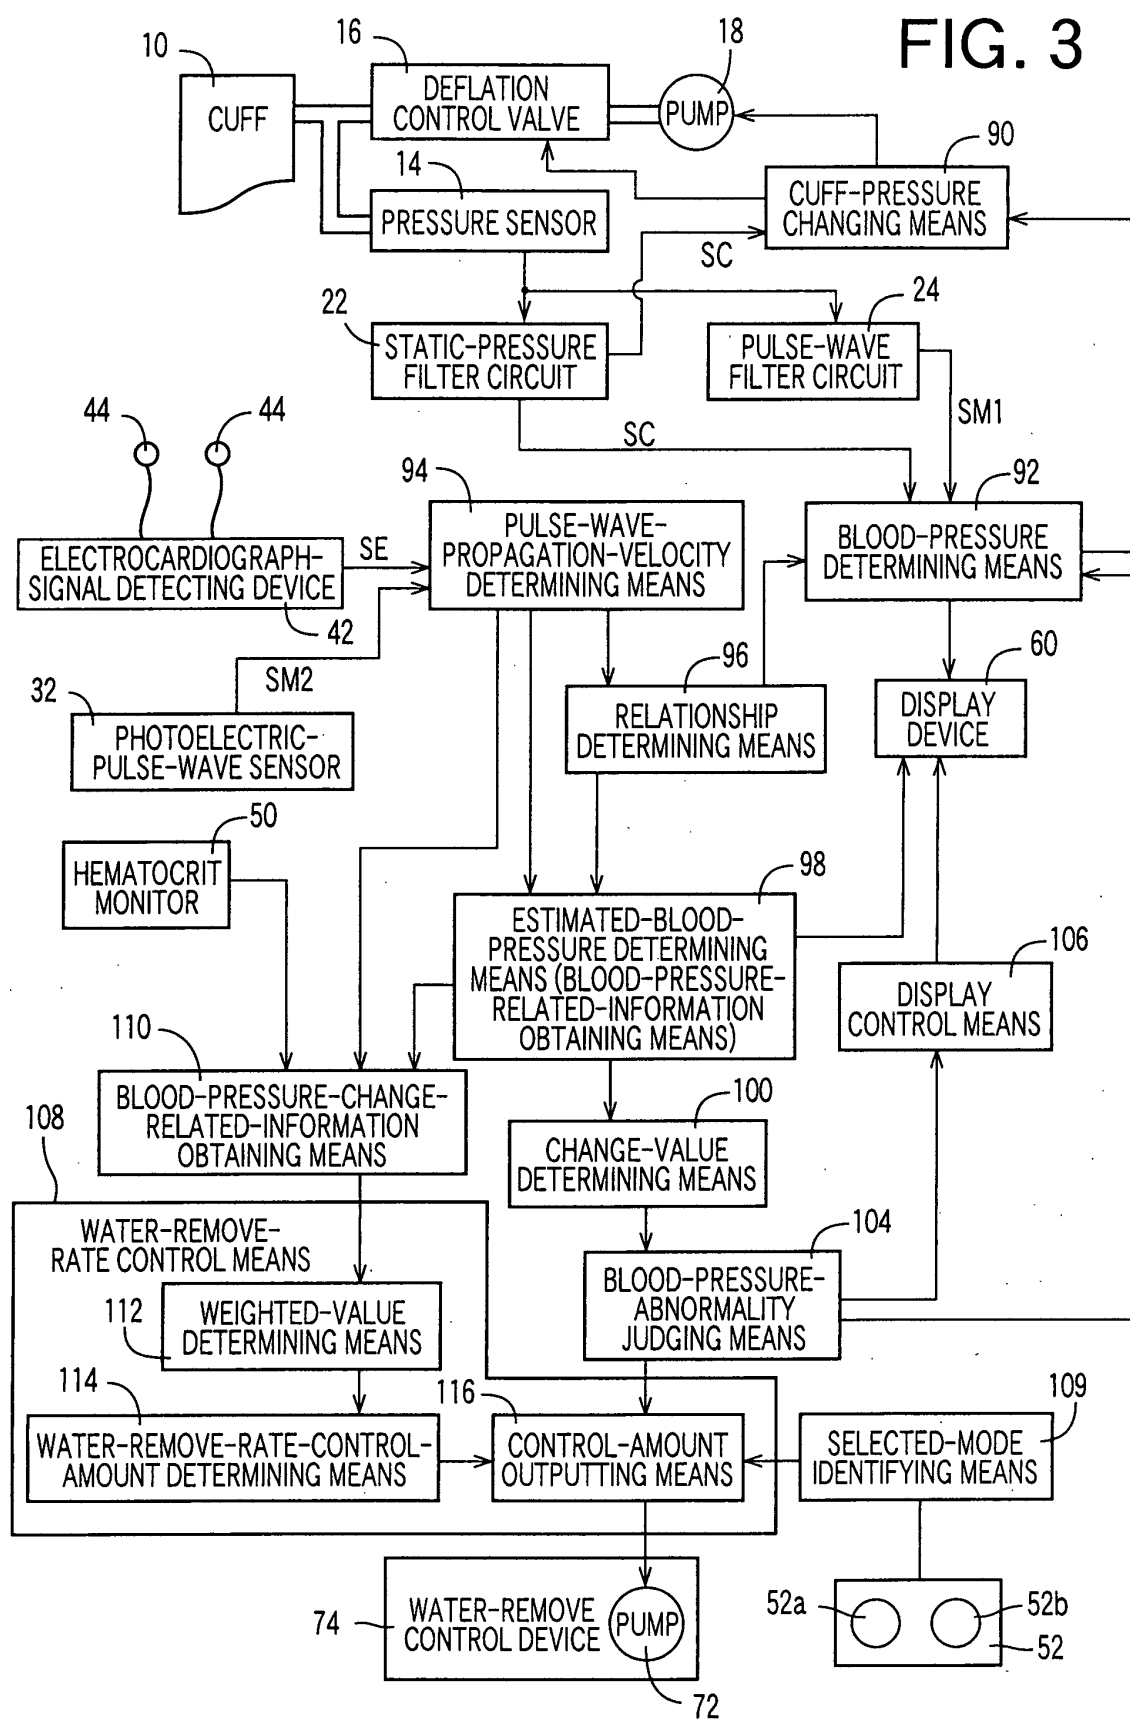 FIG. 3
10
16
18
CUFF
DEFLATION
CONTROL VALVE
PUMP
14
90
PRESSURE SENSOR
CUFF-PRESSURE
CHANGING MEANS
SC
22
24
STATIC-PRESSURE
FILTER CIRCUIT
PULSE-WAVE
FILTER CIRCUIT
44
44
SC
SM1
94
92
PULSE-WAVE-
PROPAGATION-VELOCITY
DETERMINING MEANS
BLOOD-PRESSURE
DETERMINING MEANS
ELECTROCARDIOGRAPH-
SIGNAL DETECTING DEVICE
SE
42
SM2
32
96
60
PHOTOELECTRIC-
PULSE-WAVE SENSOR
RELATIONSHIP
DETERMINING MEANS
DISPLAY
DEVICE
50
HEMATOCRIT
MONITOR
98
ESTIMATED-BLOOD-
PRESSURE DETERMINING
MEANS (BLOOD-PRESSURE-
RELATED-INFORMATION
OBTAINING MEANS)
106
DISPLAY
CONTROL MEANS
110
BLOOD-PRESSURE-CHANGE-
RELATED-INFORMATION
OBTAINING MEANS
100
CHANGE-VALUE
DETERMINING MEANS
108
WATER-REMOVE-
RATE CONTROL MEANS
104
BLOOD-PRESSURE-
ABNORMALITY
JUDGING MEANS
112
WEIGHTED-VALUE
DETERMINING MEANS
114
116
109
WATER-REMOVE-RATE-CONTROL-
AMOUNT DETERMINING MEANS
CONTROL-AMOUNT
OUTPUTTING MEANS
SELECTED-MODE
IDENTIFYING MEANS
74
WATER-REMOVE
CONTROL DEVICE
PUMP
72
52a
52b
52